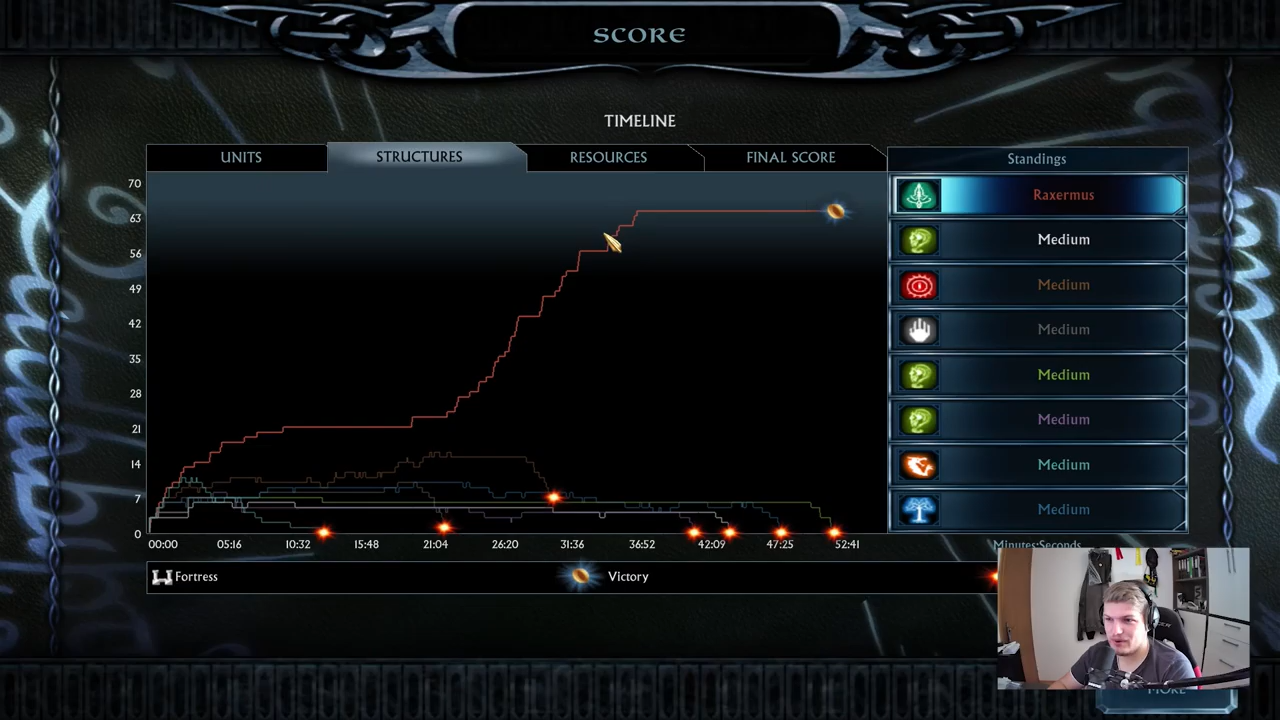 SCORE
TIMELINE
UNITS
STRUCTURES
RESOURCES
FINAL SCORE
Standings
70
63
56
49
42
35
28
21
14
7
0
00:00
05:16
10:32
15:48
21:04
26:20
31:36
36:52
42:09
47:25
52:41
Raxermus
Medium
Medium
Medium
Medium
Medium
Medium
Medium
Minutes:Seconds
Fortress
Victory
MORE